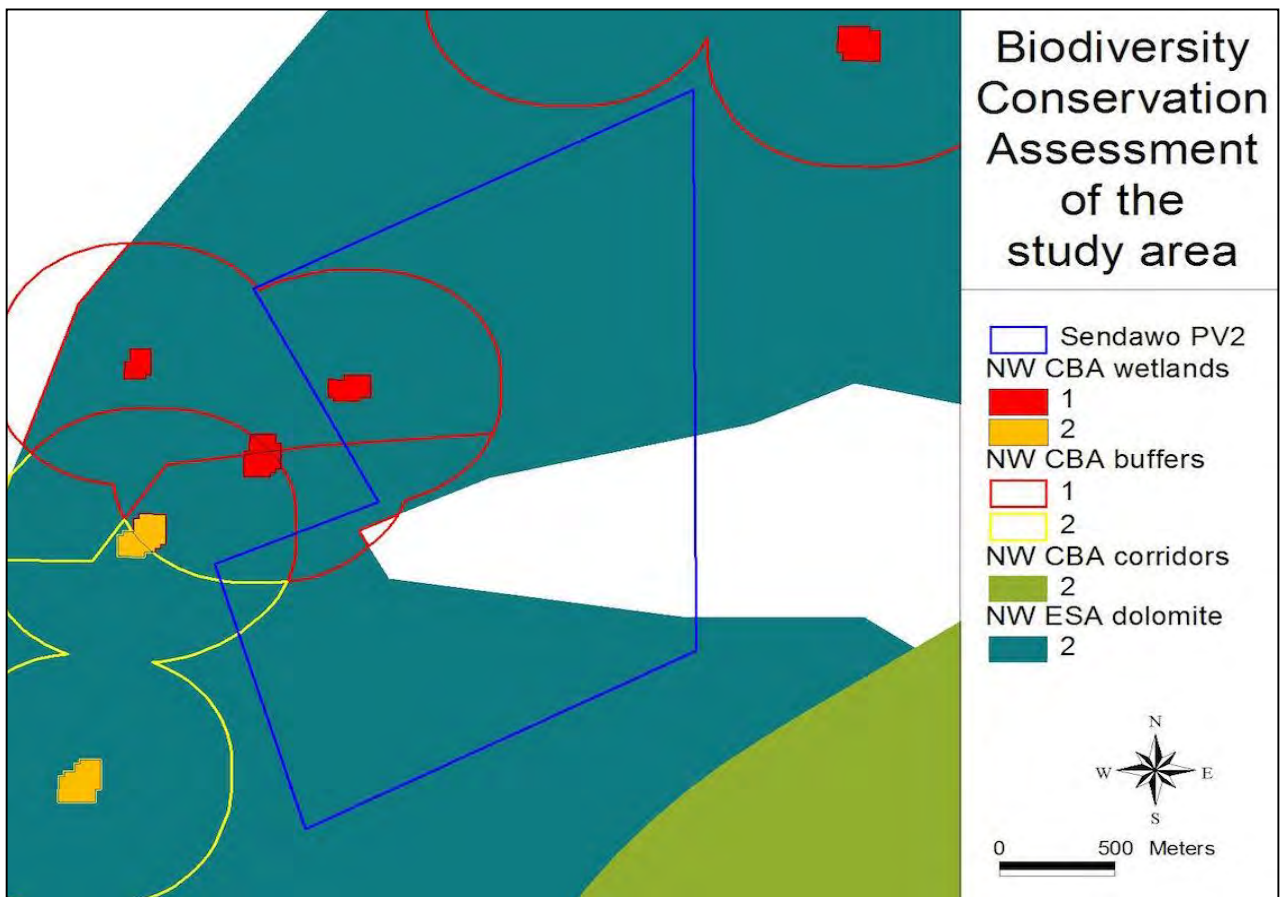 Biodiversity
Conservation
Assessment
of the
study area
Sendawo PV2
NW CBA wetlands
1
2
NW CBA buffers
1
2
NW CBA corridors
2
NW ESA dolomite
2
N
W E
S
0 500 Meters